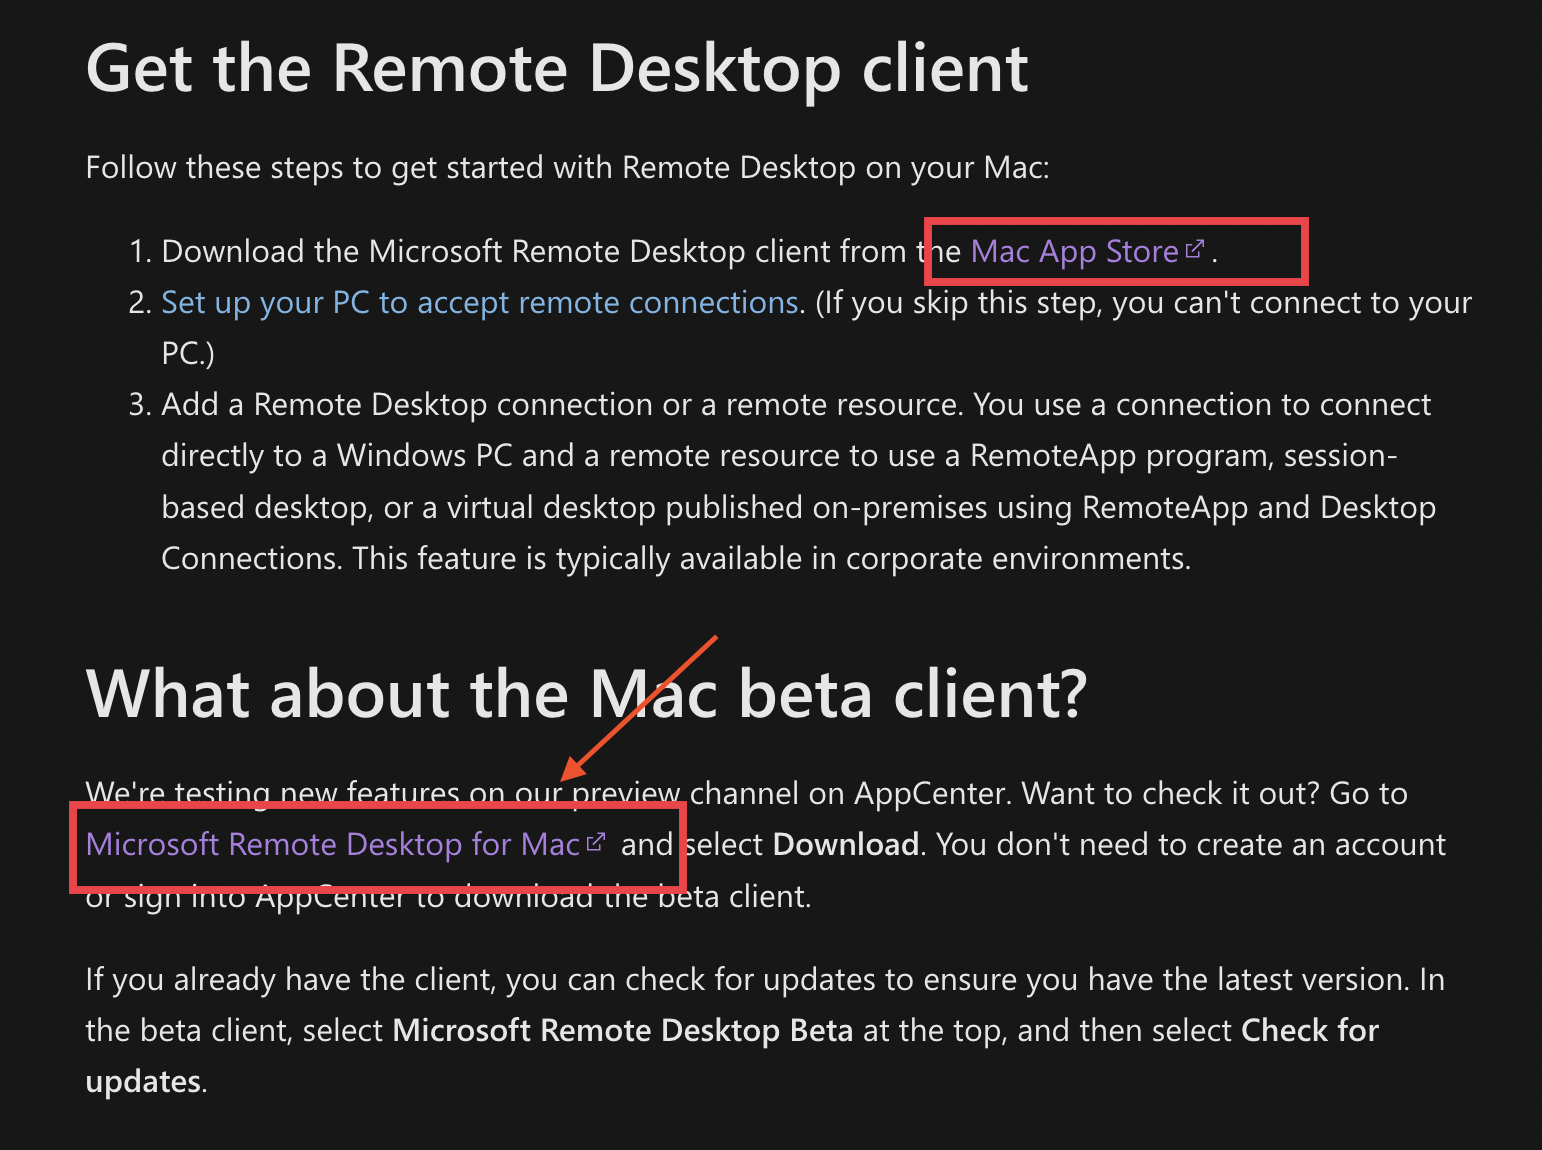 Get the Remote Desktop client
Follow these steps to get started with Remote Desktop on your Mac:
1. Download the Microsoft Remote Desktop client from the Mac App Store.
2. Set up your PC to accept remote connections. (If you skip this step, you can't connect to your
PC.)
3. Add a Remote Desktop connection or a remote resource. You use a connection to connect
directly to a Windows PC and a remote resource to use a RemoteApp program, session-
based desktop, or a virtual desktop published on-premises using RemoteApp and Desktop
Connections. This feature is typically available in corporate environments.
What about the Mac beta client?
We're testing new features on our preview channel on AppCenter. Want to check it out? Go to
Microsoft Remote Desktop for Mac and select Download. You don't need to create an account
or sign into AppCenter to download the beta client.
If you already have the client, you can check for updates to ensure you have the latest version. In
the beta client, select Microsoft Remote Desktop Beta at the top, and then select Check for
updates.